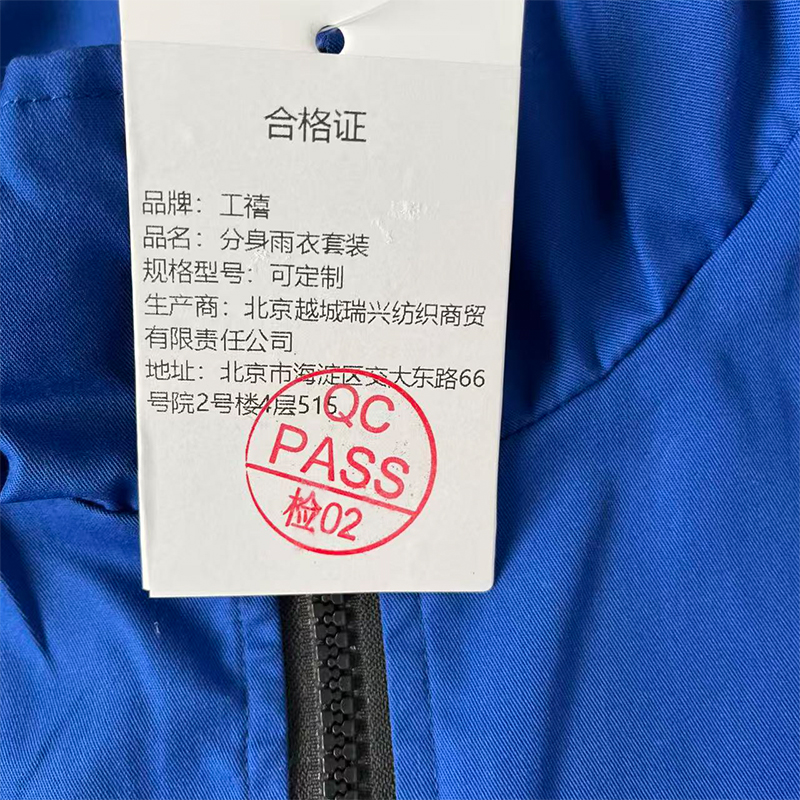 合格证
品牌：工禧
品名：分身雨衣套装
规格型号：可定制
生产商：北京越城瑞兴纺织商贸
有限责任公司
地址：北京市海淀区交大东路66
号院2号楼4层515
QC
PASS
检02